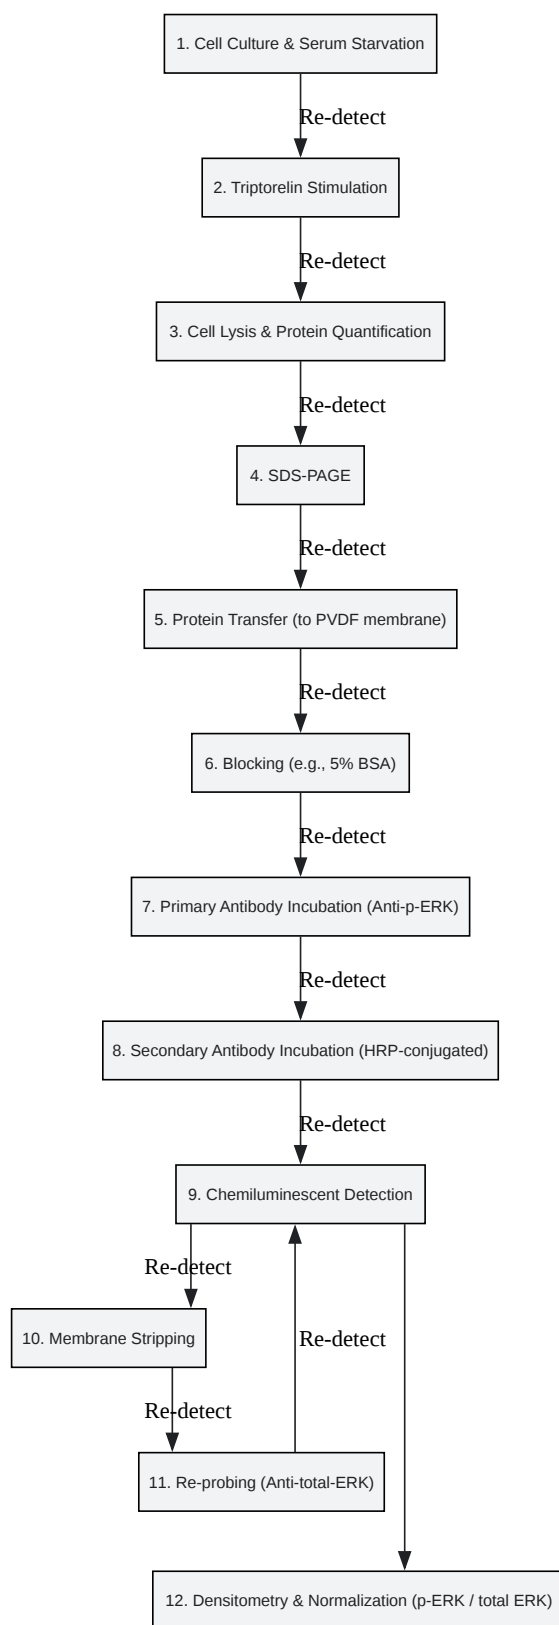 1. Cell Culture & Serum Starvation
Re-detect
2. Triptorelin Stimulation
Re-detect
3. Cell Lysis & Protein Quantification
Re-detect
4. SDS-PAGE
Re-detect
5. Protein Transfer (to PVDF membrane)
Re-detect
6. Blocking (e.g., 5% BSA)
Re-detect
7. Primary Antibody Incubation (Anti-p-ERK)
Re-detect
8. Secondary Antibody Incubation (HRP-conjugated)
Re-detect
9. Chemiluminescent Detection
Re-detect
10. Membrane Stripping
Re-detect
Re-detect
11. Re-probing (Anti-total-ERK)
12. Densitometry & Normalization (p-ERK / total ERK)